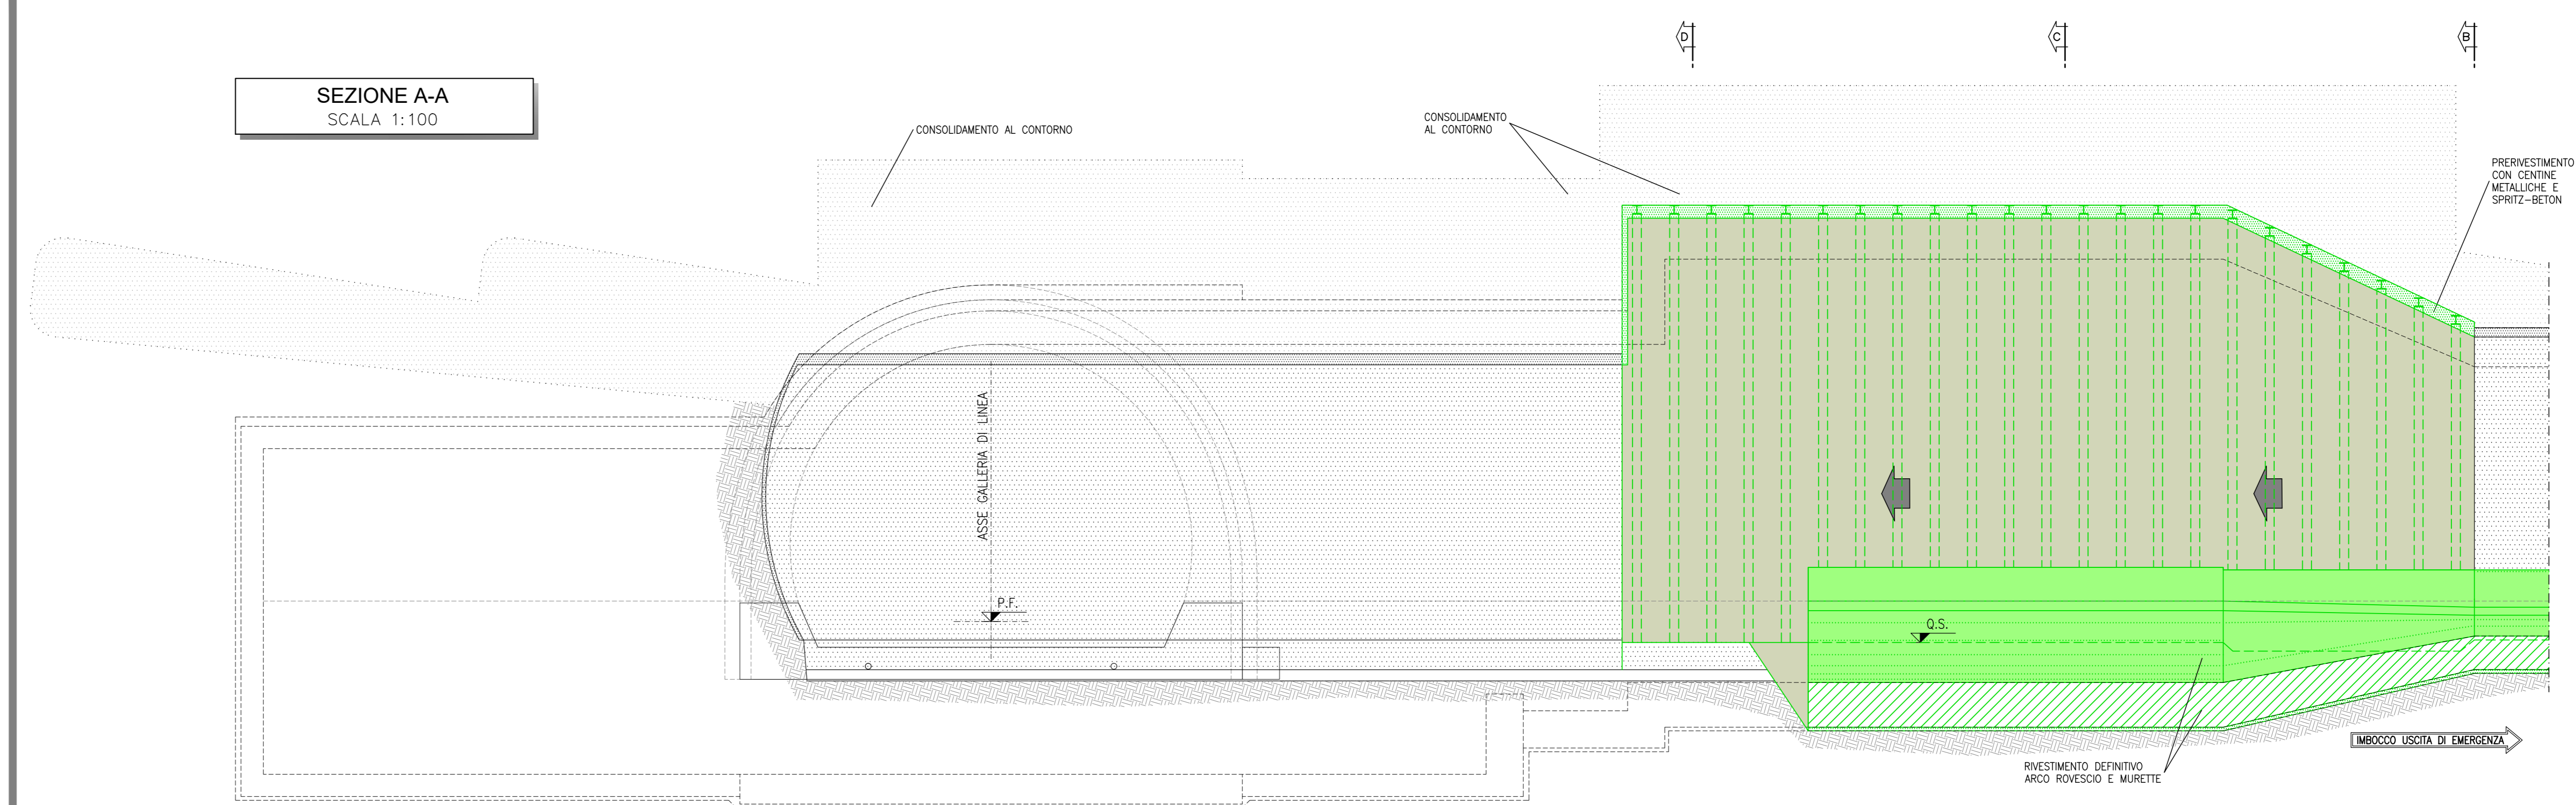 D
C
B
SEZIONE A-A
SCALA 1:100
CONSOLIDAMENTO AL CONTORNO
CONSOLIDAMENTO
AL CONTORNO
PRERIVESTIMENTO
CON CENTINE
METALLICHE E
SPRITZ-BETON
ASSE GALLERIA DI LINEA
P.F.
Q.S.
IMBOCCO USCITA DI EMERGENZA
RIVESTIMENTO DEFINITIVO
ARCO ROVESCIO E MURETTE